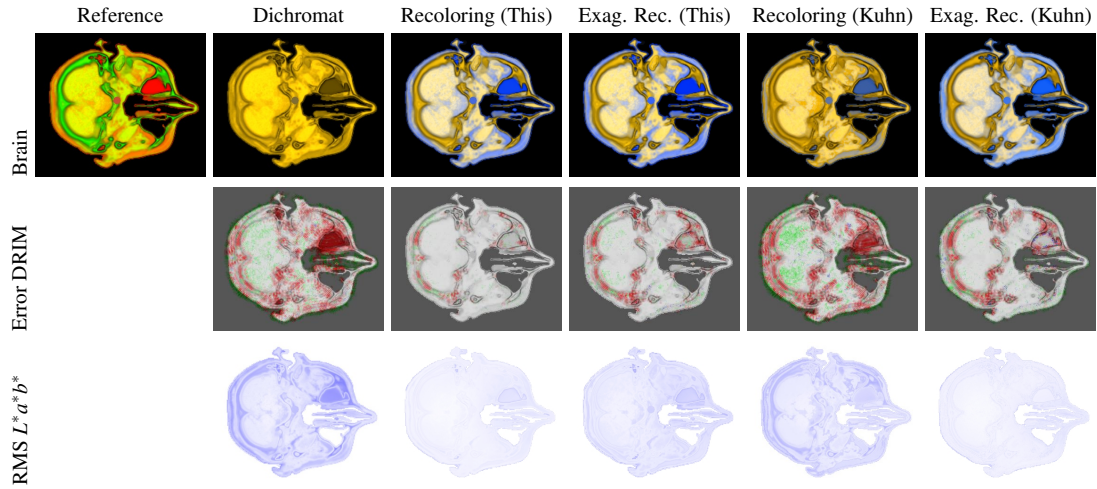 Reference Dichromat Recoloring (This) Exag. Rec. (This) Recoloring (Kuhn) Exag. Rec. (Kuhn)
Brain
Error DRIM
RMS L*a*b*